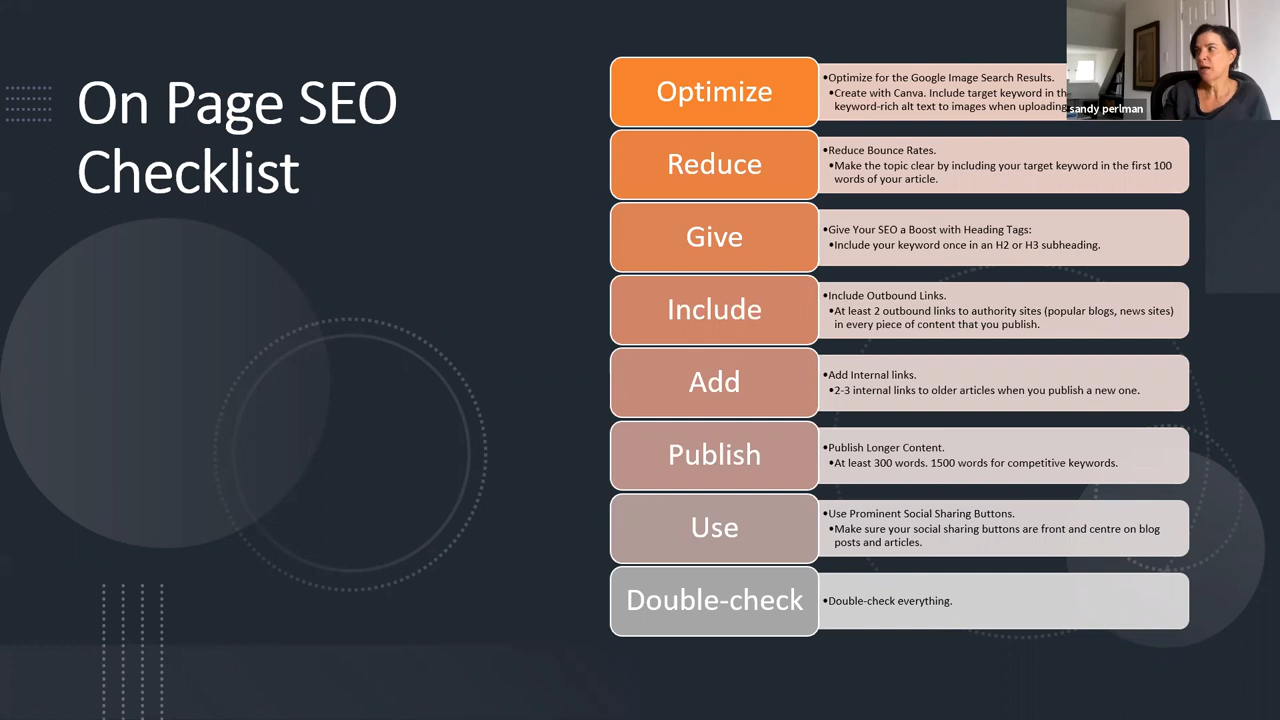 On Page SEO
Checklist
Optimize
•Optimize for the Google Image Search Results.
•Create with Canva. Include target keyword in
keyword-rich alt text to images when uploading
Reduce
•Reduce Bounce Rates.
•Make the topic clear by including your target keyword in the first 100
words of your article.
Give
•Give Your SEO a Boost with Heading Tags:
•Include your keyword once in an H2 or H3 subheading.
Include
•Include Outbound Links.
•At least 2 outbound links to authority sites (popular blogs, news sites)
in every piece of content that you publish.
Add
•Add Internal links.
•2-3 internal links to older articles when you publish a new one.
Publish
•Publish Longer Content.
•At least 300 words. 1500 words for competitive keywords.
Use
•Use Prominent Social Sharing Buttons.
•Make sure your social sharing buttons are front and centre on blog
posts and articles.
Double-check
•Double-check everything.
sandy perlman